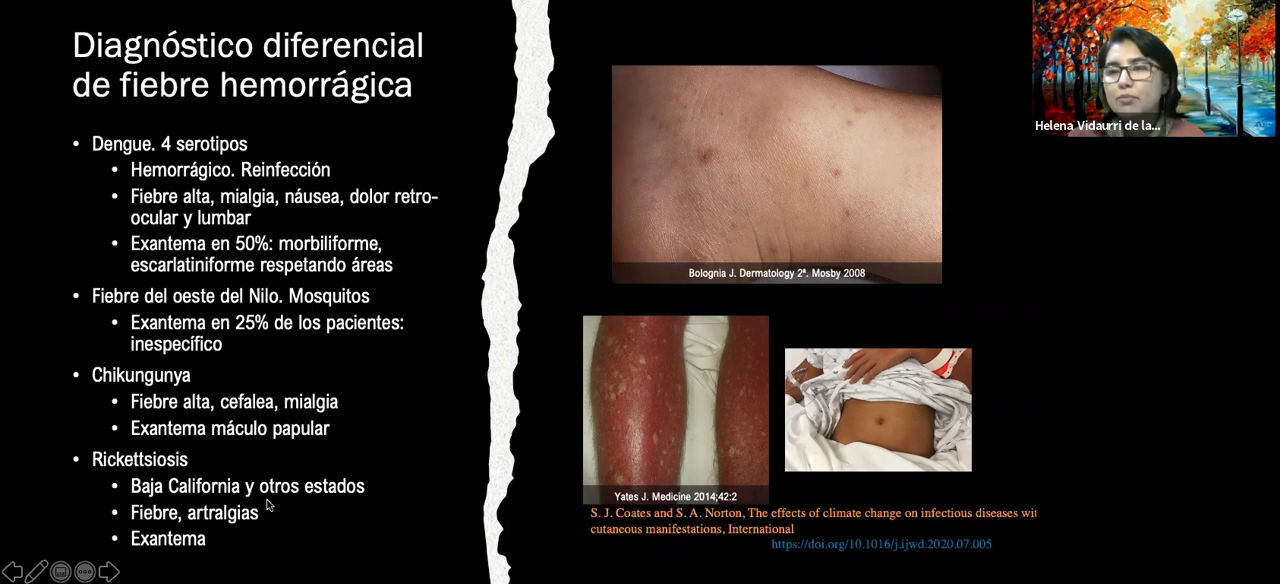 Diagnóstico diferencial
de fiebre hemorrágica
• Dengue. 4 serotipos
• Hemorrágico. Reinfección
• Fiebre alta, mialgia, náusea, dolor retro-
ocular y lumbar
• Exantema en 50%: morbiliforme,
escarlatiniforme respetando áreas
• Fiebre del oeste del Nilo. Mosquitos
• Exantema en 25% de los pacientes:
inespecífico
• Chikungunya
• Fiebre alta, cefalea, mialgia
• Exantema máculo papular
• Rickettsiosis
• Baja California y otros estados
• Fiebre, artralgias
• Exantema
Bolognia J. Dermatology 2ª. Mosby 2008
Yates J. Medicine 2014;42:2
S. J. Coates and S. A. Norton, The effects of climate change on infectious diseases wit
cutaneous manifestations, International
https://doi.org/10.1016/j.ijwd.2020.07.005
Helena Vidaurri de la...